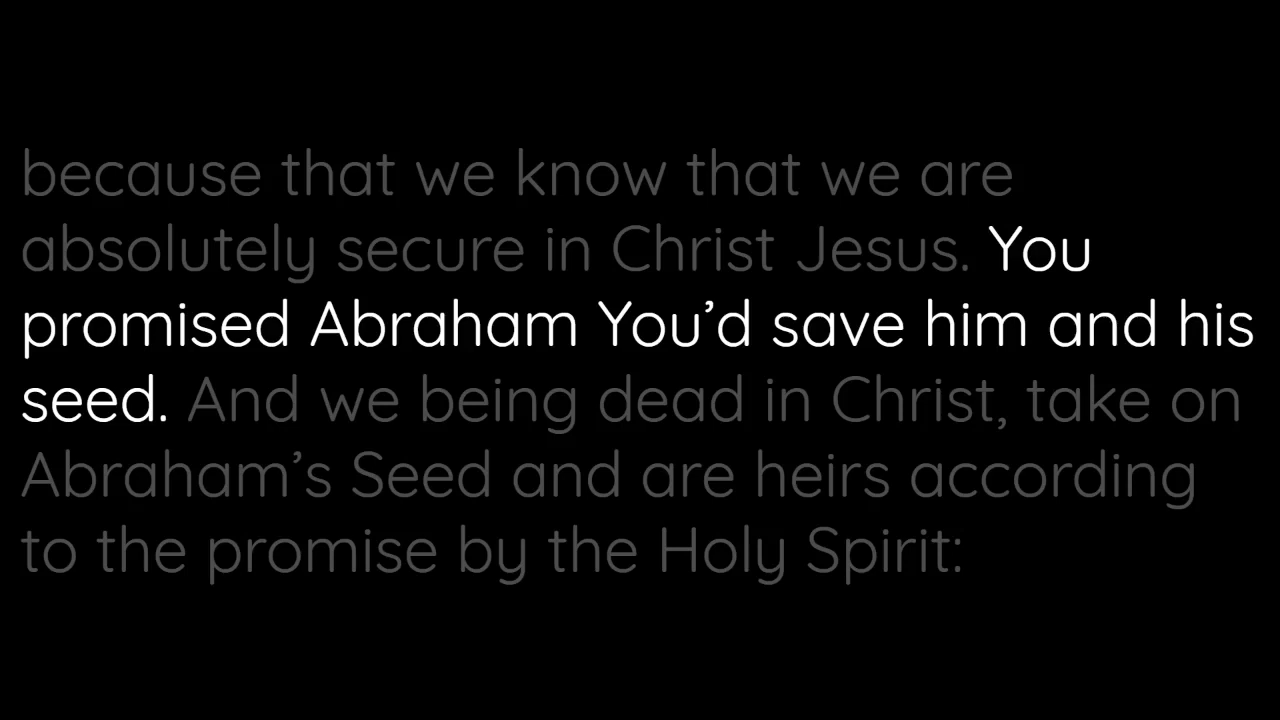 because that we know that we are
absolutely secure in Christ Jesus. You
promised Abraham You’d save him and his
seed. And we being dead in Christ, take on
Abraham’s Seed and are heirs according
to the promise by the Holy Spirit: